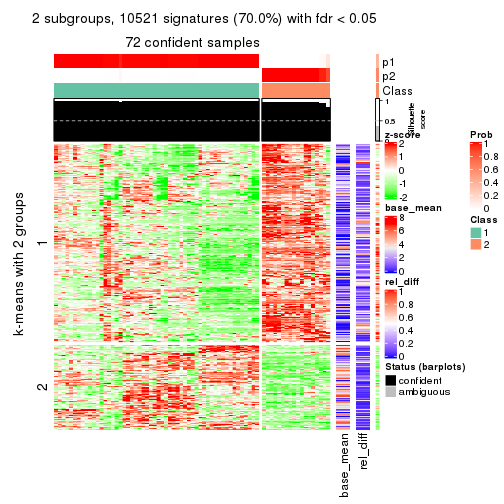 2 subgroups, 10521 signatures (70.0%) with fdr < 0.05
72 confident samples
p1
p2
Class
1
0.5
0
Silhouette
score
k-means with 2 groups
1
2
base_mean
rel_diff
z-score
2
1
0
-1
-2
base_mean
8
6
4
2
0
rel_diff
1
0.8
0.6
0.4
0.2
0
Status (barplots)
confident
ambiguous
Prob
1
0.8
0.6
0.4
0.2
0
Class
1
2